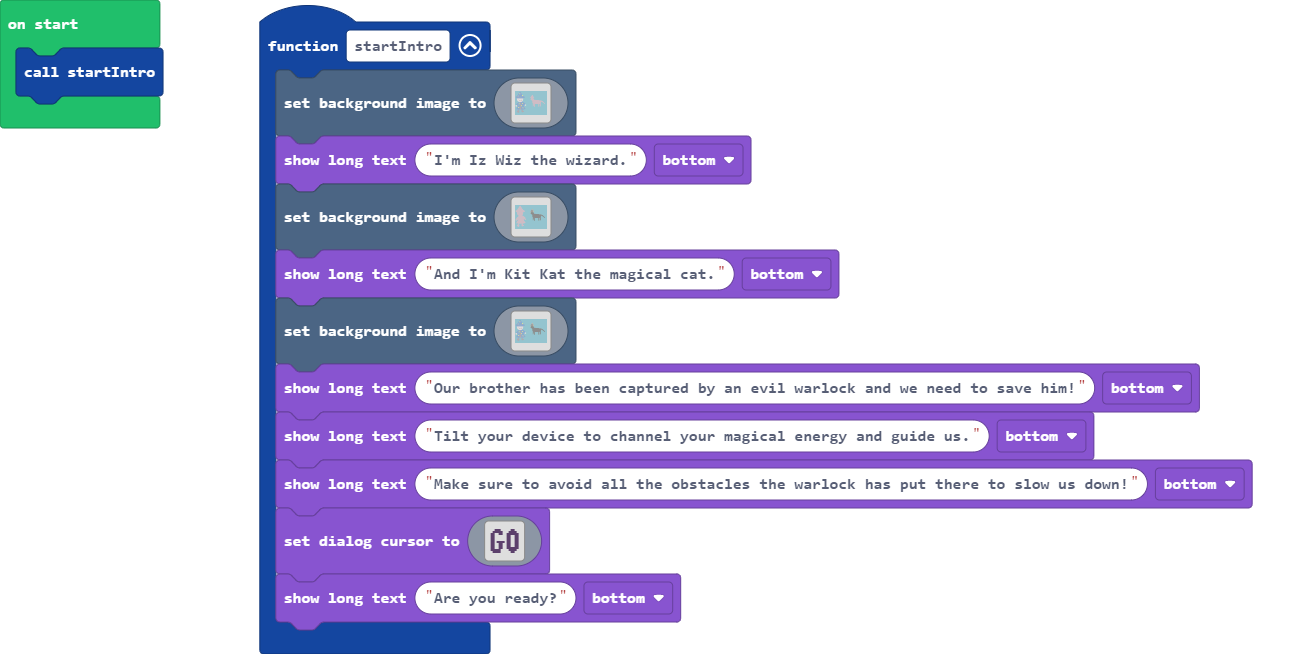 on start
call startIntro
function startIntro
set background image to
show long text "I'm Iz Wiz the wizard." bottom
set background image to
show long text "And I'm Kit Kat the magical cat." bottom
set background image to
show long text "Our brother has been captured by an evil warlock and we need to save him!" bottom
show long text "Tilt your device to channel your magical energy and guide us." bottom
show long text "Make sure to avoid all the obstacles the warlock has put there to slow us down!" bottom
set dialog cursor to GO
show long text "Are you ready?" bottom